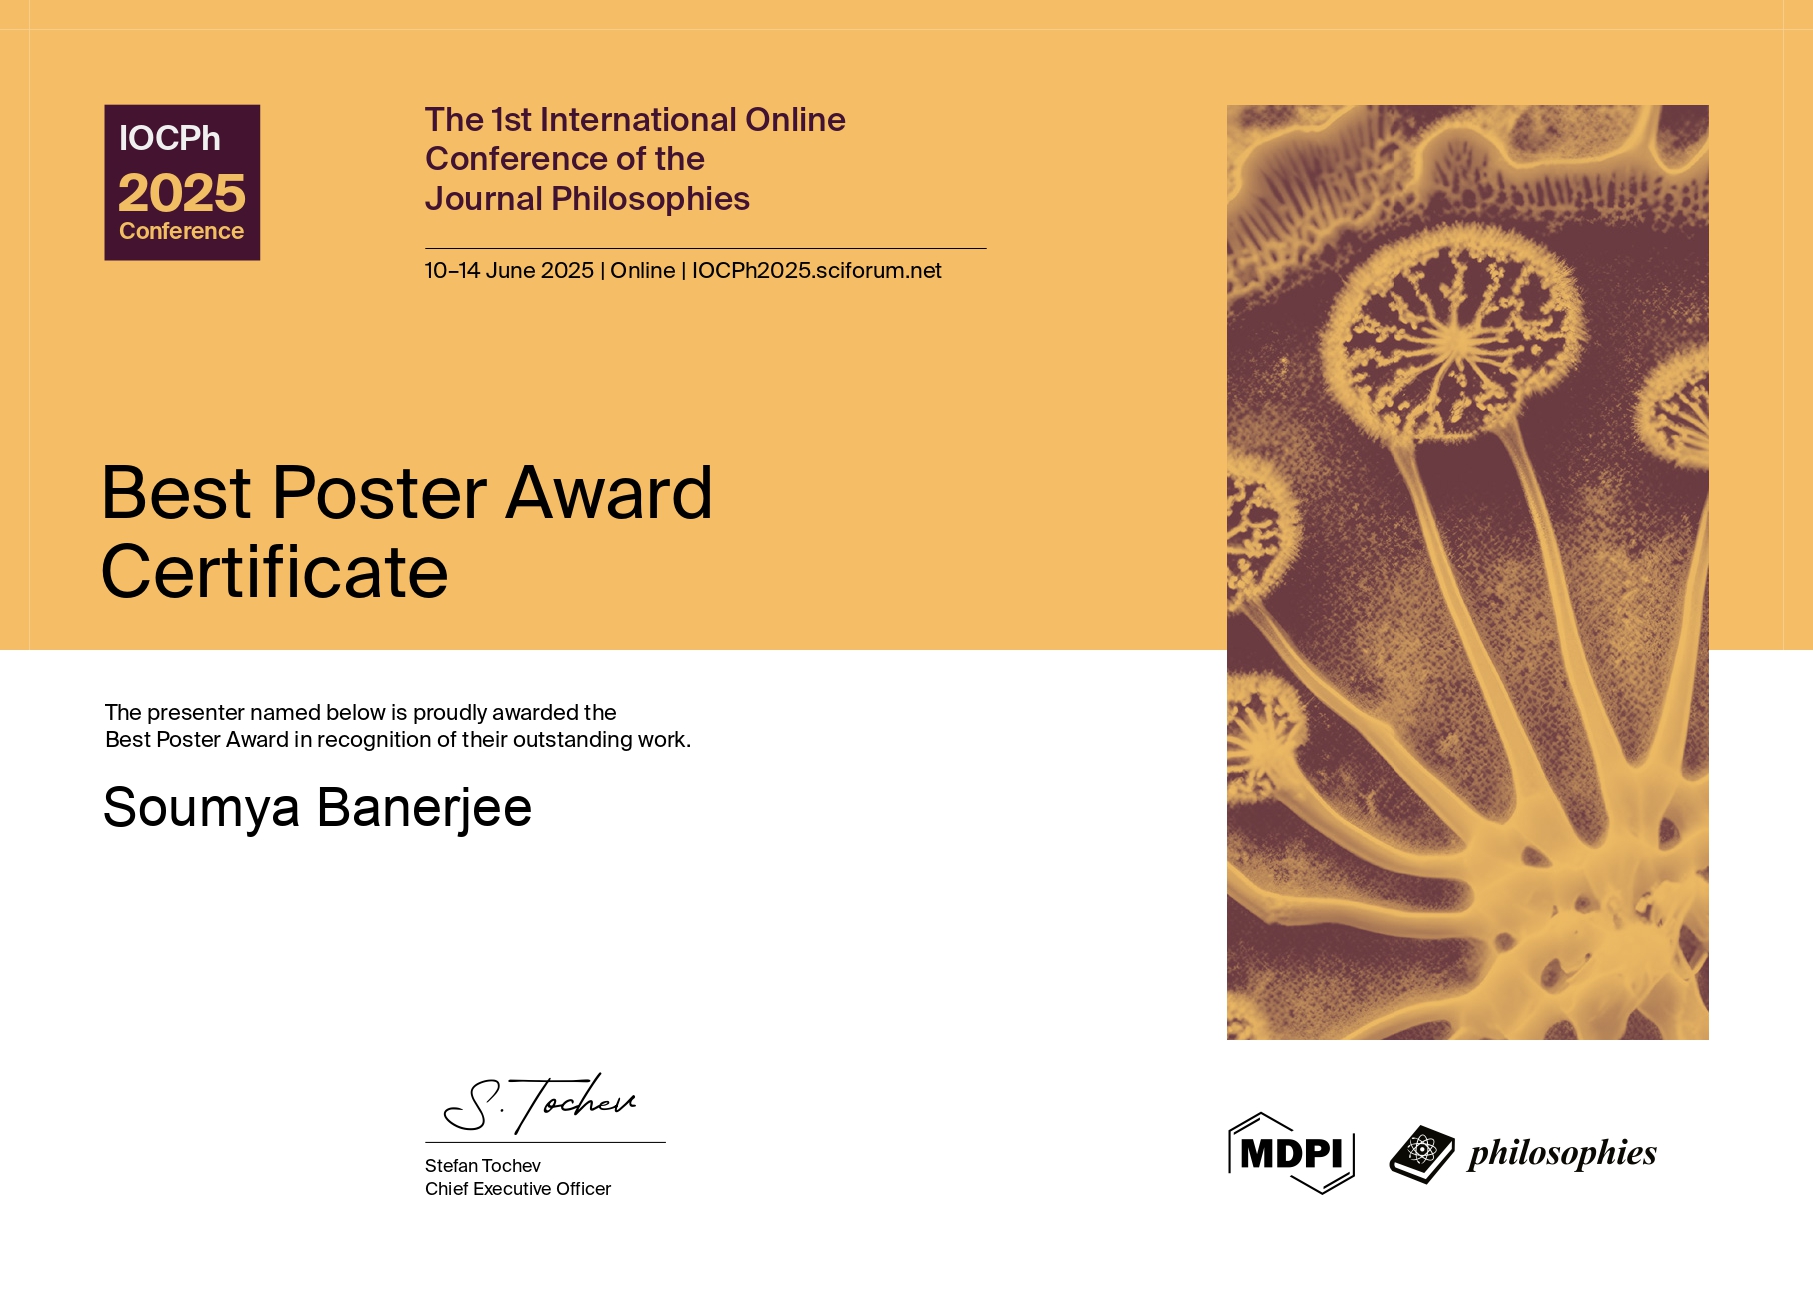 IOCPh
2025
Conference
The 1st International Online
Conference of the
Journal Philosophies
10–14 June 2025 | Online | IOCPh2025.sciforum.net
Best Poster Award
Certificate
The presenter named below is proudly awarded the
Best Poster Award in recognition of their outstanding work.
Soumya Banerjee
S. Tochev
Stefan Tochev
Chief Executive Officer
MDPI
philosophies